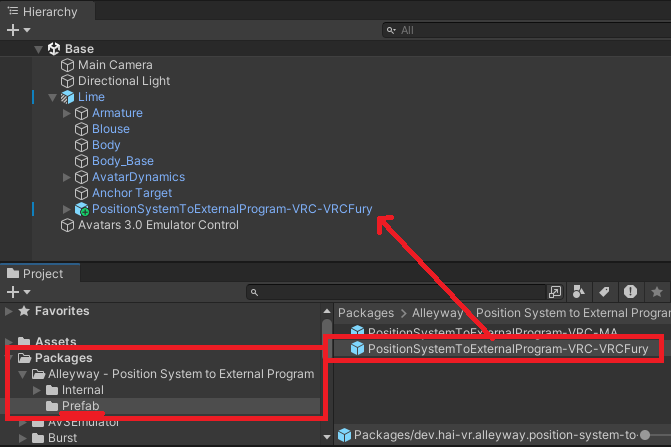 Hierarchy
All
Base
Main Camera
Directional Light
Lime
Armature
Blouse
Body
Body_Base
AvatarDynamics
Anchor Target
PositionSystemToExternalProgram-VRC-VRCFury
Avatars 3.0 Emulator Control
Project
Favorites
Assets
Packages
Alleyway - Position System to External Program
Internal
Prefab
AV3Emulator
Burst
Packages > Alleyway - Position System to External Program
PositionSystemToExternalProgram-VRC-MA
PositionSystemToExternalProgram-VRC-VRCFury
Packages/dev.hai-vr.alleyway.position-system-to-